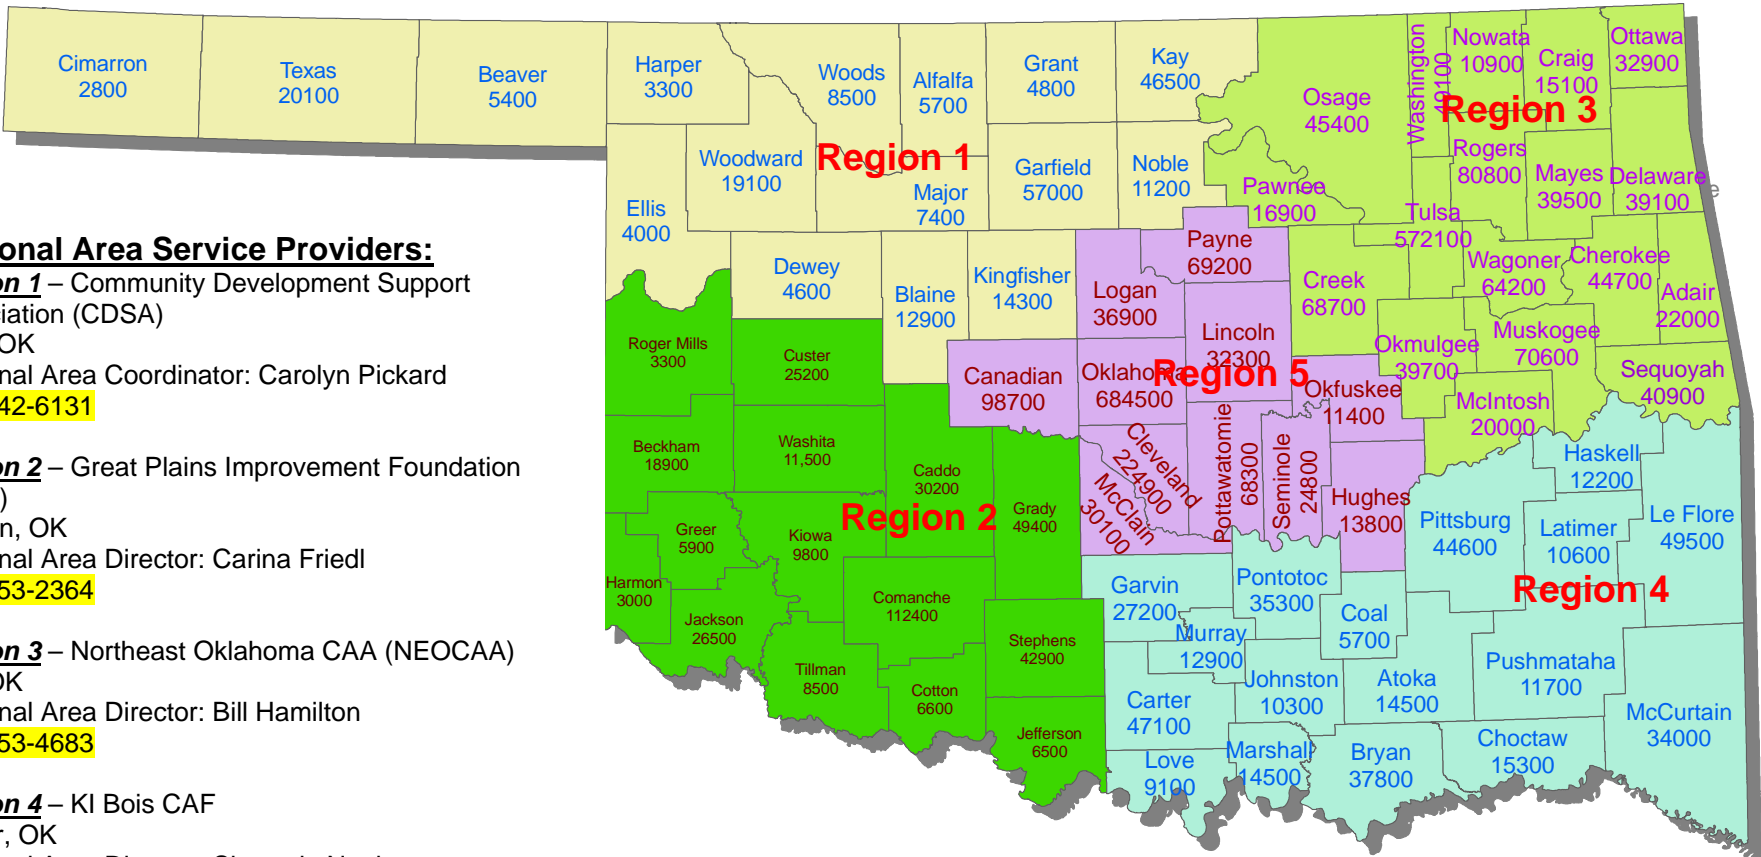 Cimarron
2800
Texas
20100
Beaver
5400
Harper
3300
Woods
8500
Alfalfa
5700
Grant
4800
Kay
46500
Osage
45400
Washington
49100
Nowata
10900
Craig
15100
Ottawa
32900
Region 3
Woodward
19100
Region 1
Major
7400
Garfield
57000
Noble
11200
Pawnee
16900
Rogers
80800
Mayes
39500
Delaware
39100
e
Ellis
4000
Tulsa
572100
Dewey
4600
Blaine
12900
Kingfisher
14300
Payne
69200
Logan
36900
Lincoln
32300
Creek
68700
Wagoner
64200
Cherokee
44700
Adair
22000
Roger Mills
3300
Custer
25200
Canadian
98700
Oklahoma
684500
Region 5
Okfuskee
11400
Okmulgee
39700
Muskogee
70600
Sequoyah
40900
McIntosh
20000
Beckham
18900
Washita
11,500
Caddo
30200
Grady
49400
Cleveland
224900
McClain
30100
Pottawatomie
68300
Seminole
24800
Hughes
13800
Haskell
12200
Pittsburg
44600
Latimer
10600
Le Flore
49500
Region 2
Greer
5900
Kiowa
9800
Harmon
3000
Jackson
26500
Comanche
112400
Stephens
42900
Tillman
8500
Cotton
6600
Jefferson
6500
Region 4
Garvin
27200
Pontotoc
35300
Coal
5700
Murray
12900
Johnston
10300
Atoka
14500
Pushmataha
11700
McCurtain
34000
Carter
47100
Love
9100
Marshall
14500
Bryan
37800
Choctaw
15300
onal Area Service Providers:
on 1 – Community Development Support
ciation (CDSA)
OK
nal Area Coordinator: Carolyn Pickard
42-6131
on 2 – Great Plains Improvement Foundation
)
n, OK
nal Area Director: Carina Friedl
53-2364
on 3 – Northeast Oklahoma CAA (NEOCAA)
OK
nal Area Director: Bill Hamilton
53-4683
on 4 – KI Bois CAF
r, OK